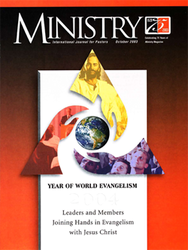 MINISTRY
International Journal for Pastors October 2003
YEAR OF WORLD EVANGELISM
Leaders and Members
Joining Hands in Evangelism
with Jesus Christ